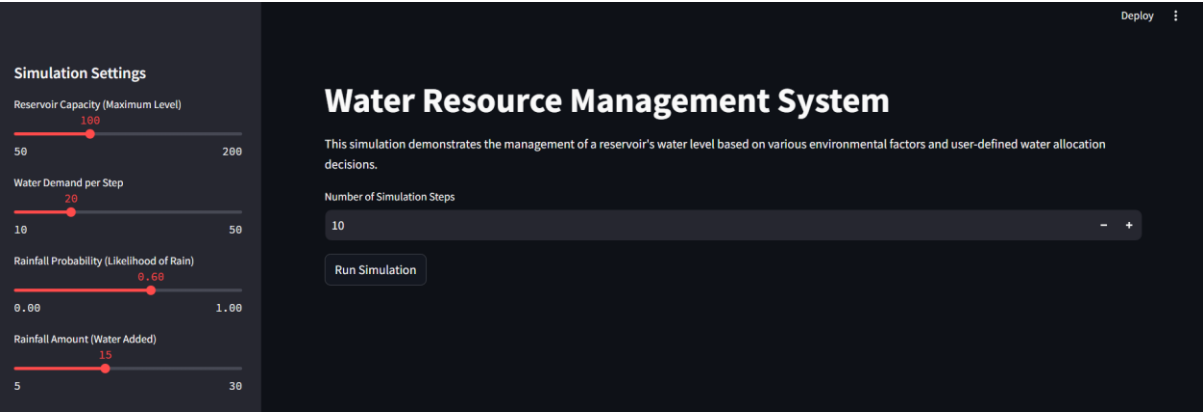 Deploy
Simulation Settings
Reservoir Capacity (Maximum Level)
100
50 200
Water Demand per Step
20
10 50
Rainfall Probability (Likelihood of Rain)
0.60
0.00 1.00
Rainfall Amount (Water Added)
15
5 30
Water Resource Management System
This simulation demonstrates the management of a reservoir's water level based on various environmental factors and user-defined water allocation
decisions.
Number of Simulation Steps
10 − +
Run Simulation